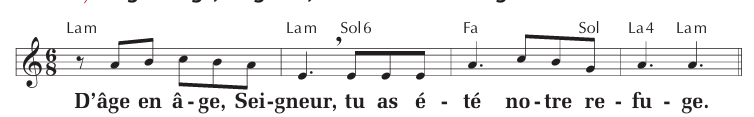 Lam Lam Sol6 Fa Sol La4 Lam
6
8
D'âge en â - ge, Sei-gneur, tu as é - té no-tre re - fu - ge.